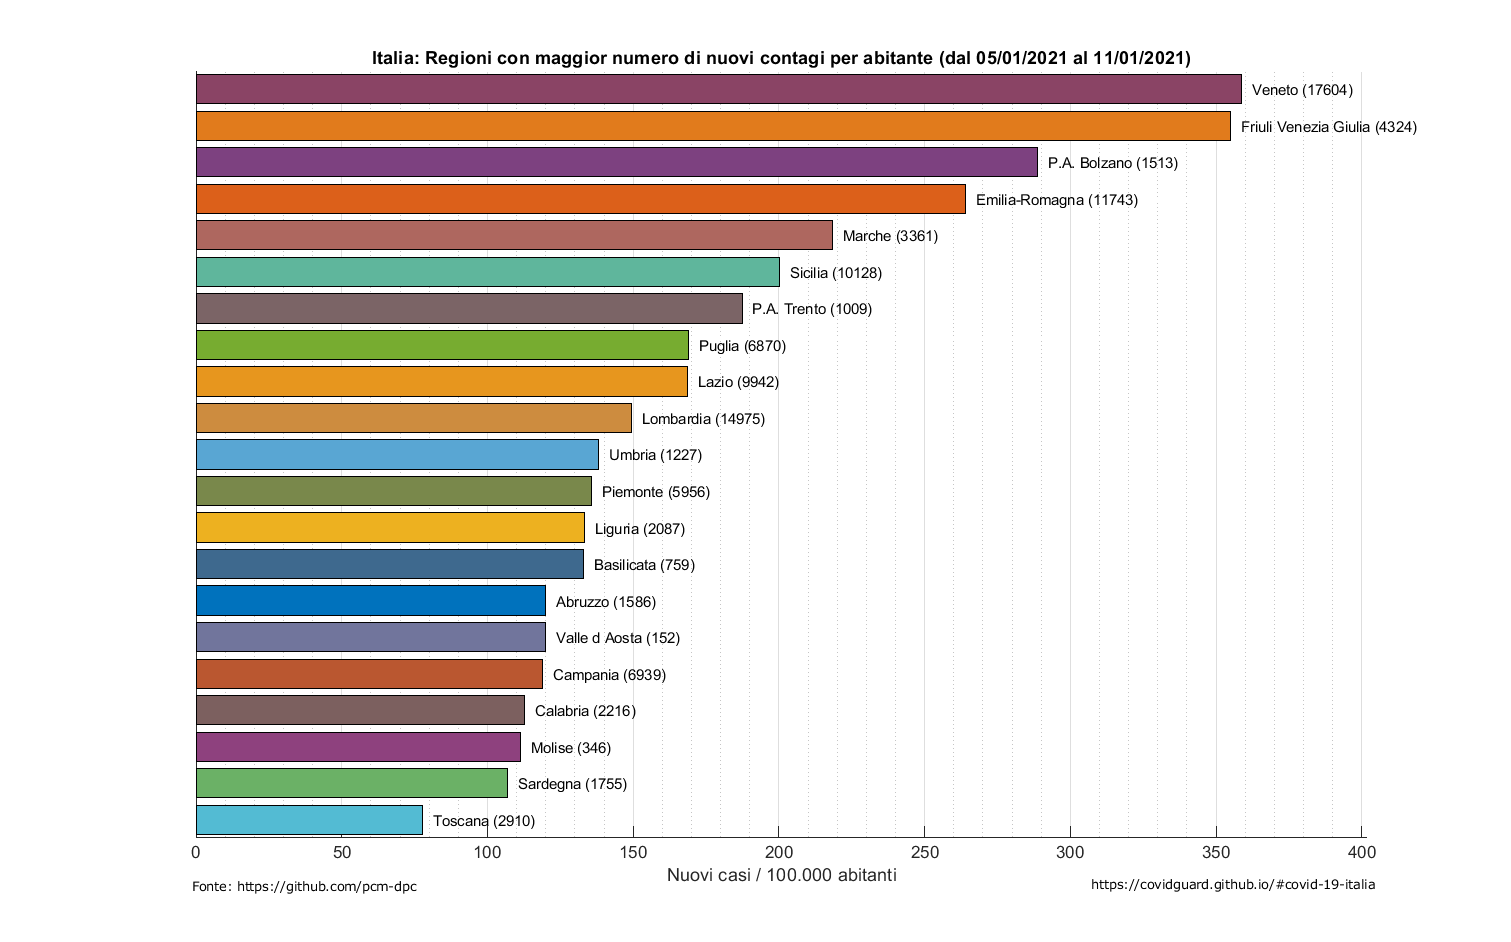 Italia: Regioni con maggior numero di nuovi contagi per abitante (dal 05/01/2021 al 11/01/2021)
Veneto (17604)
Friuli Venezia Giulia (4324)
P.A. Bolzano (1513)
Emilia-Romagna (11743)
Marche (3361)
Sicilia (10128)
P.A. Trento (1009)
Puglia (6870)
Lazio (9942)
Lombardia (14975)
Umbria (1227)
Piemonte (5956)
Liguria (2087)
Basilicata (759)
Abruzzo (1586)
Valle d Aosta (152)
Campania (6939)
Calabria (2216)
Molise (346)
Sardegna (1755)
Toscana (2910)
0 50 100 150 200 250 300 350 400
Nuovi casi / 100.000 abitanti
Fonte: https://github.com/pcm-dpc
https://covidguard.github.io/#covid-19-italia